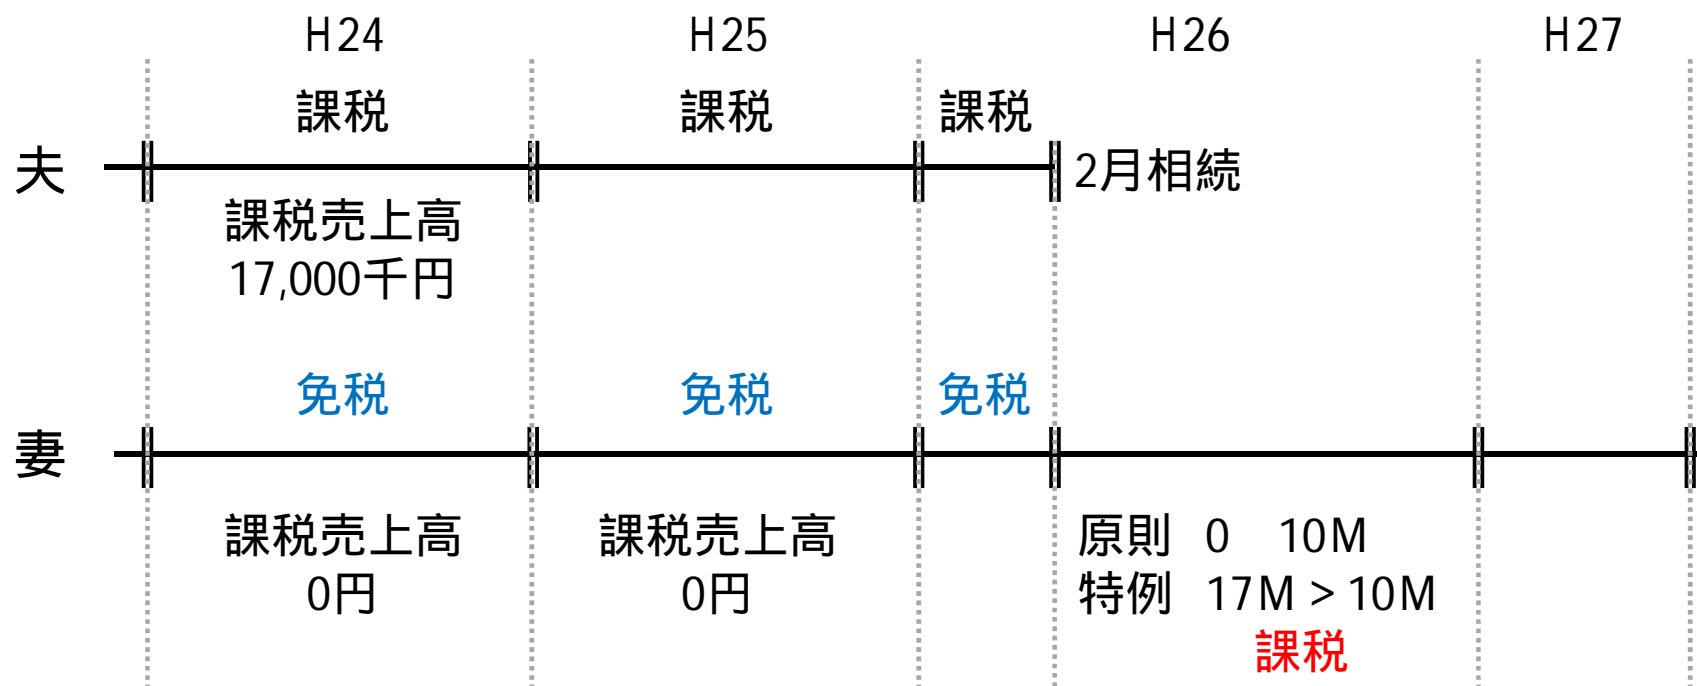 H24 H25 H26 H27
課税 課税 課税
夫 2月相続
課税売上高
17,000千円
免税 免税 免税
妻
課税売上高 課税売上高 原則 0 10M
0円 0円 特例 17M > 10M
課税